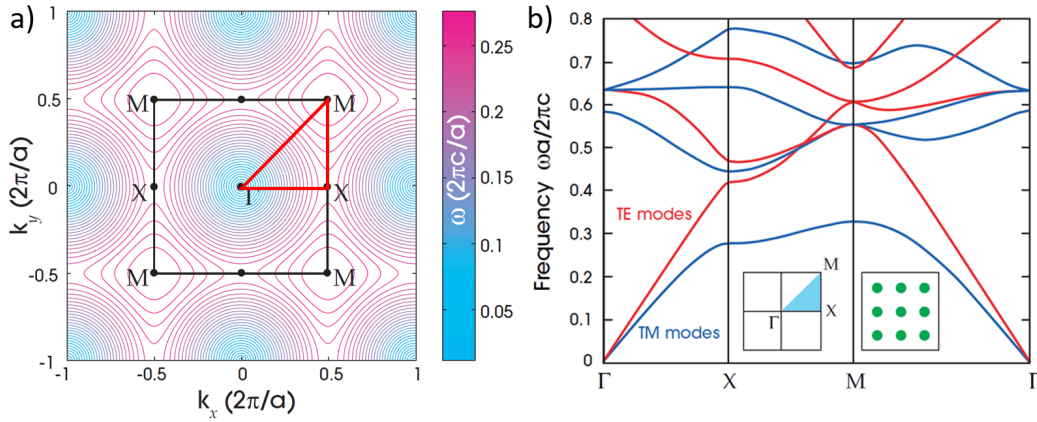 a)
1
0.5
0
-0.5
-1
k_y (2π/a)
-1
-0.5
0
0.5
1
k_x (2π/a)
M
M
X
Γ
X
M
M
0.25
0.2
0.15
0.1
0.05
ω (2πc/a)
b)
0.8
0.7
0.6
0.5
0.4
0.3
0.2
0.1
0
Frequency ωa/2πc
TE modes
TM modes
M
Γ
X
Γ
X
M
Γ